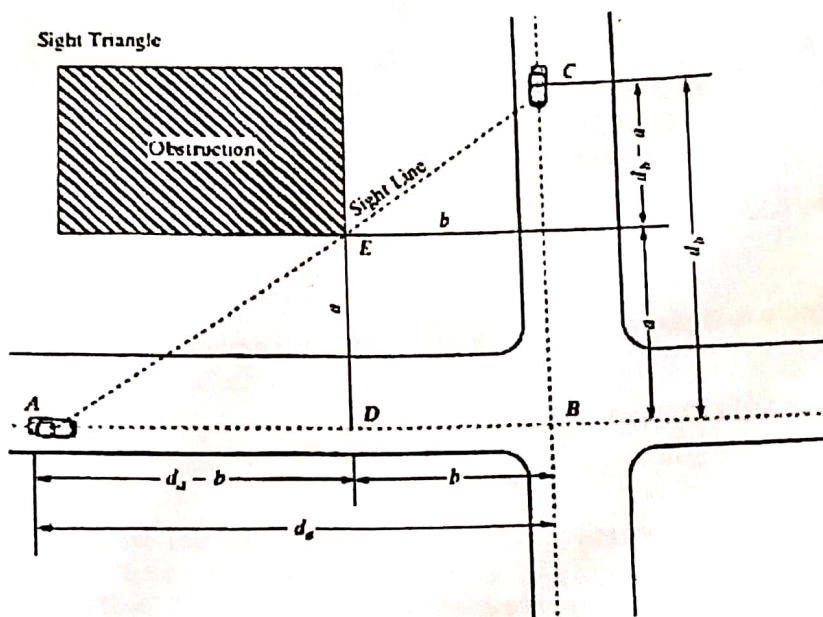 Sight Triangle
C
Obstruction
Sight Line
d_b - a
b
d_b
E
a
a
A
D
B
d_a - b
b
d_a